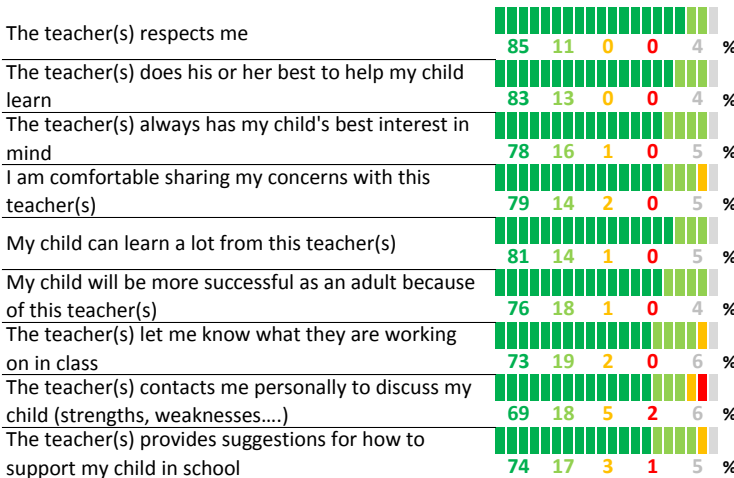 The teacher(s) respects me
85 11 0 0 4 %
The teacher(s) does his or her best to help my child
learn
83 13 0 0 4 %
The teacher(s) always has my child's best interest in
mind
78 16 1 0 5 %
I am comfortable sharing my concerns with this
teacher(s)
79 14 2 0 5 %
My child can learn a lot from this teacher(s)
81 14 1 0 5 %
My child will be more successful as an adult because
of this teacher(s)
76 18 1 0 4 %
The teacher(s) let me know what they are working
on in class
73 19 2 0 6 %
The teacher(s) contacts me personally to discuss my
child (strengths, weaknesses....)
69 18 5 2 6 %
The teacher(s) provides suggestions for how to
support my child in school
74 17 3 1 5 %